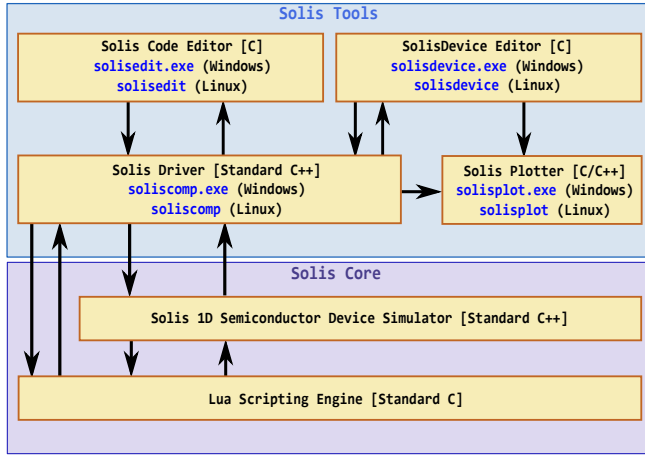 Solis Tools
Solis Code Editor [C]
solisedit.exe (Windows)
solisedit (Linux)
SolisDevice Editor [C]
solisdevice.exe (Windows)
solisdevice (Linux)
Solis Driver [Standard C++]
soliscomp.exe (Windows)
soliscomp (Linux)
Solis Plotter [C/C++]
solisplot.exe (Windows)
solisplot (Linux)
Solis Core
Solis 1D Semiconductor Device Simulator [Standard C++]
Lua Scripting Engine [Standard C]